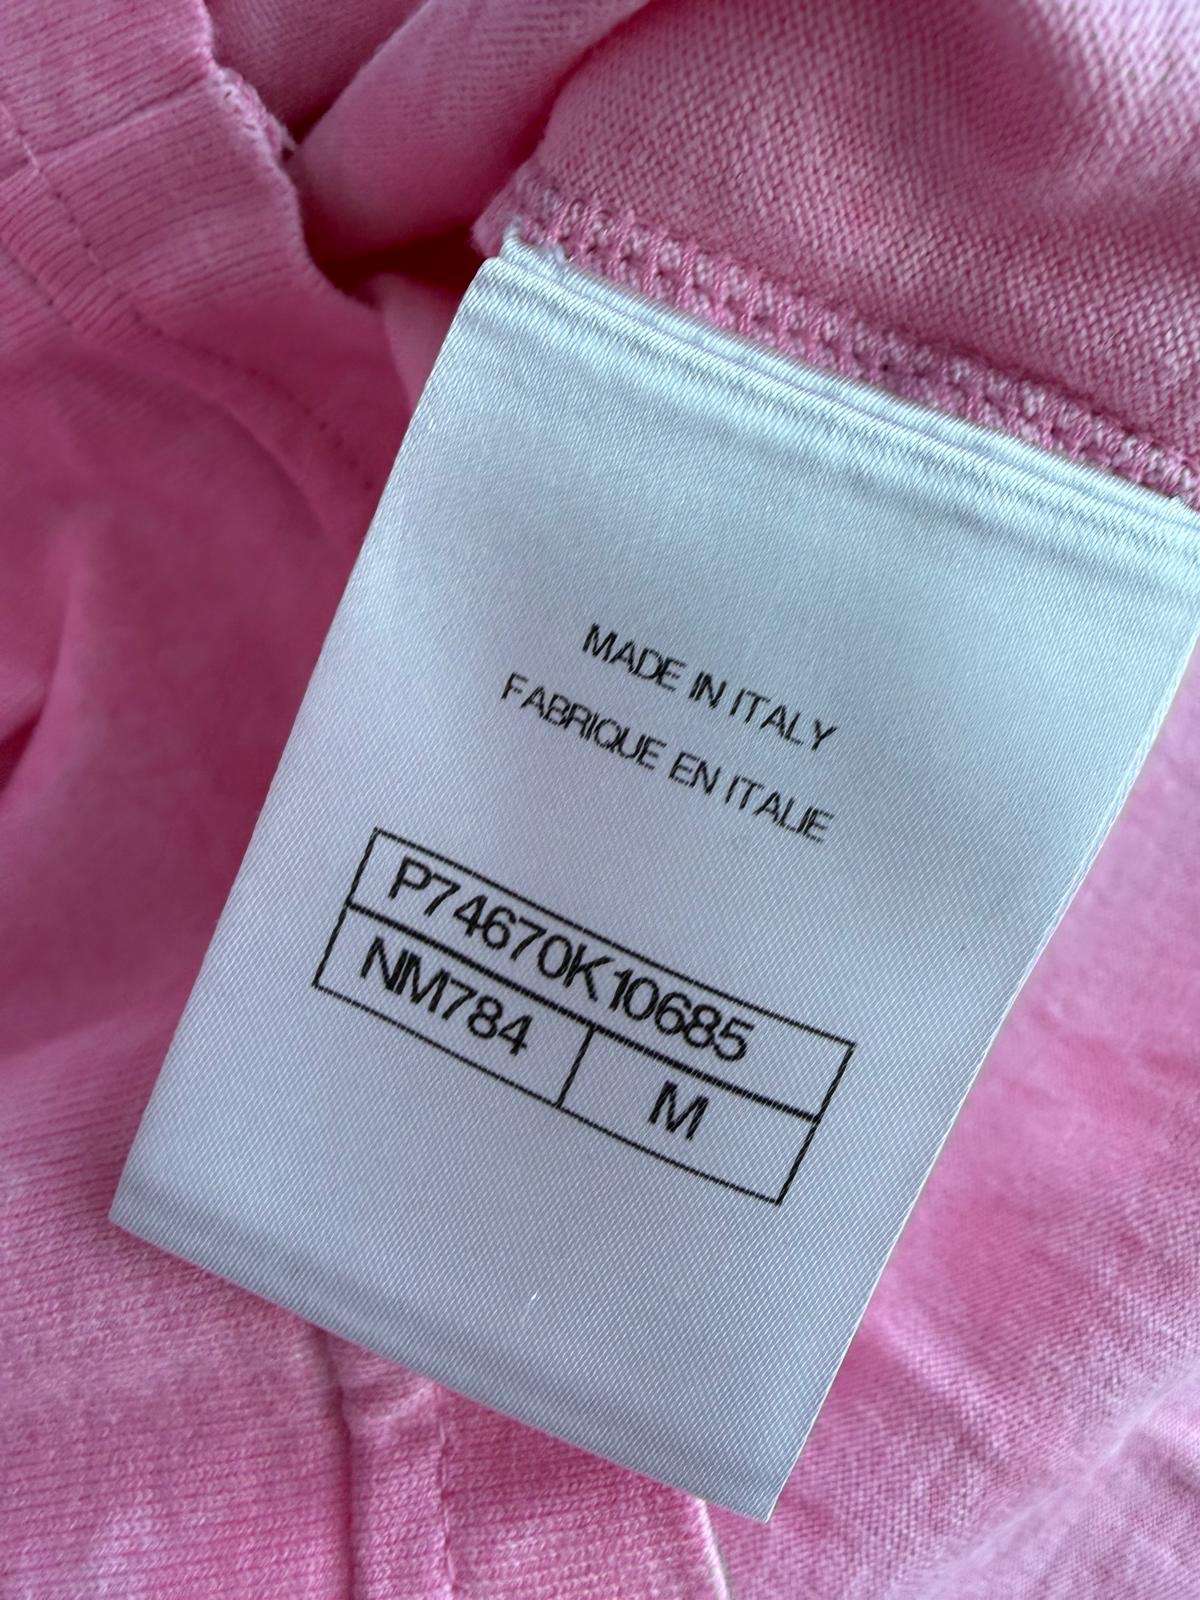 MADE IN ITALY
FABRIQUE EN ITALIE
P74670K10685
NM784 M